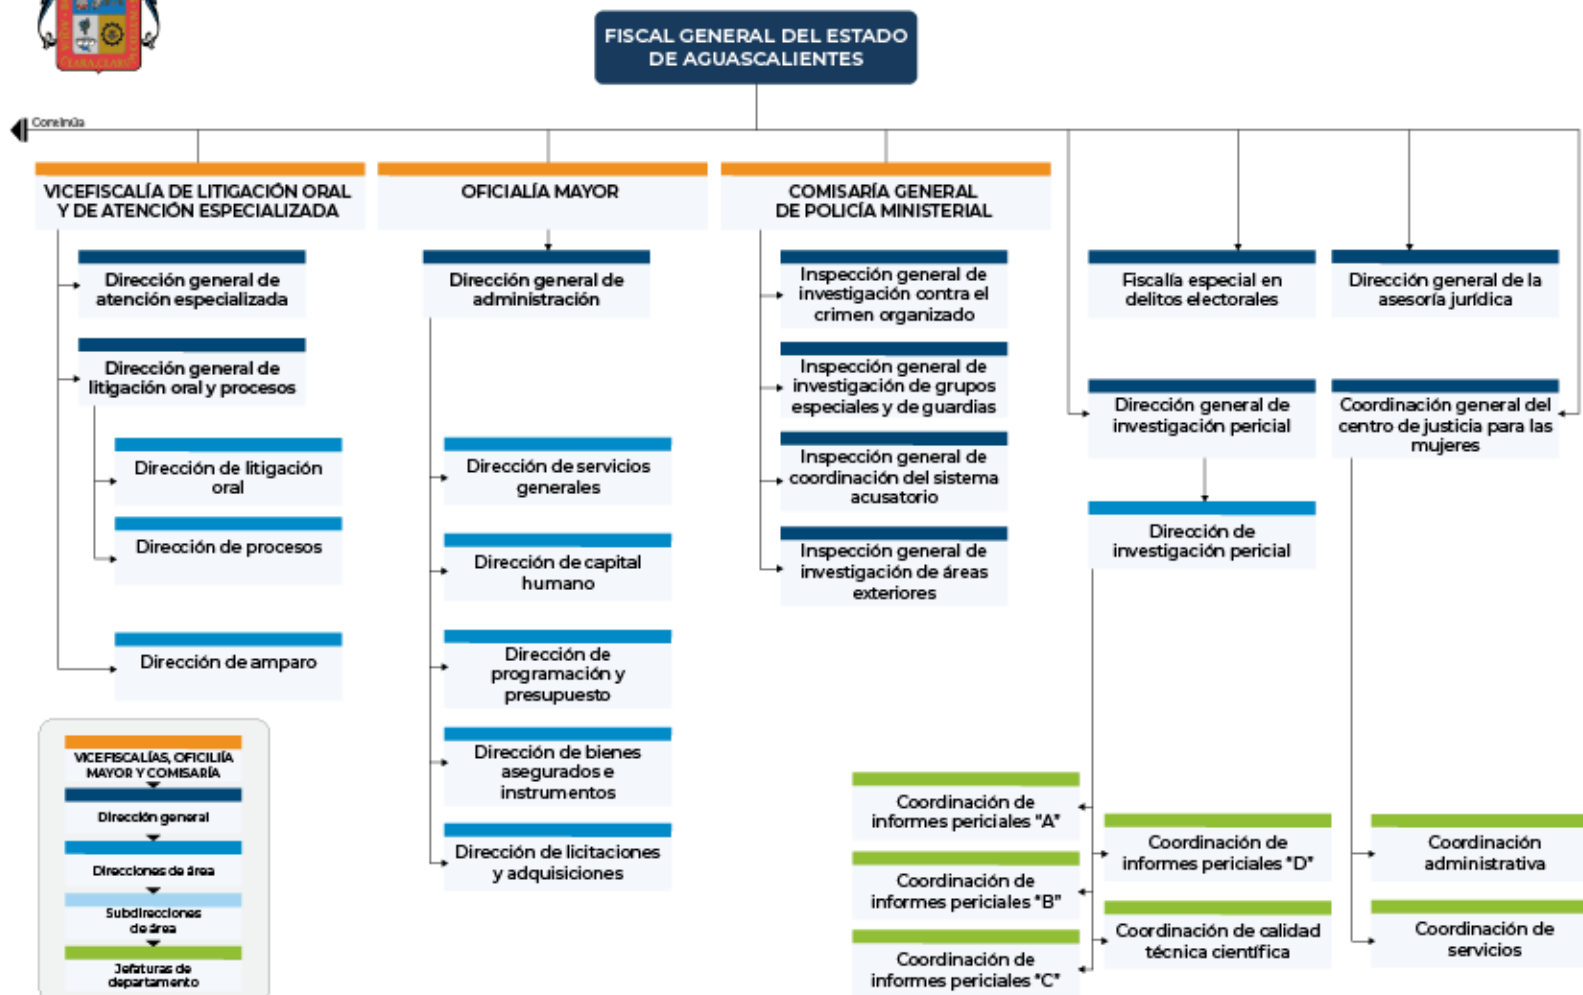 FISCAL GENERAL DEL ESTADO
DE AGUASCALIENTES
Continúa
VICEFISCALÍA DE LITIGACIÓN ORAL
Y DE ATENCIÓN ESPECIALIZADA
Dirección general de
atención especializada
Dirección general de
litigación oral y procesos
Dirección de litigación
oral
Dirección de procesos
Dirección de amparo
OFICIALÍA MAYOR
Dirección general de
administración
Dirección de servicios
generales
Dirección de capital
humano
Dirección de
programación y
presupuesto
Dirección de bienes
asegurados e
instrumentos
Dirección de licitaciones
y adquisiciones
COMISARÍA GENERAL
DE POLICÍA MINISTERIAL
Inspección general de
investigación contra el
crimen organizado
Inspección general de
investigación de grupos
especiales y de guardias
Inspección general de
coordinación del sistema
acusatorio
Inspección general de
investigación de áreas
exteriores
Fiscalía especial en
delitos electorales
Dirección general de la
asesoría jurídica
Dirección general de
investigación pericial
Coordinación general del
centro de justicia para las
mujeres
Dirección de
investigación pericial
Coordinación de
informes periciales "A"
Coordinación de
informes periciales "B"
Coordinación de
informes periciales "C"
Coordinación de
informes periciales "D"
Coordinación de calidad
técnica científica
Coordinación
administrativa
Coordinación de
servicios
VICEFISCALÍAS, OFICILIÍA
MAYOR Y COMISARÍA
Dirección general
Direcciones de área
Subdirecciones
de área
Jefaturas de
departamento